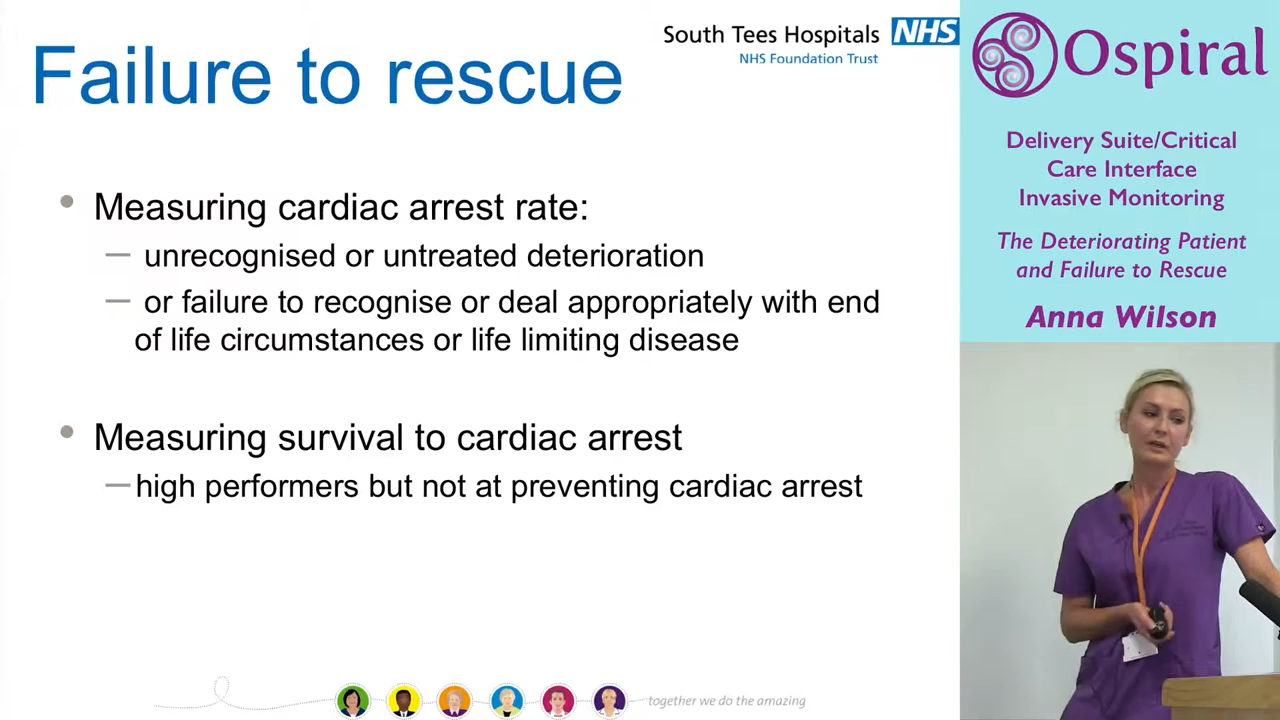 South Tees Hospitals NHS
NHS Foundation Trust
Failure to rescue
Measuring cardiac arrest rate:
— unrecognised or untreated deterioration
— or failure to recognise or deal appropriately with end
of life circumstances or life limiting disease
Measuring survival to cardiac arrest
—high performers but not at preventing cardiac arrest
together we do the amazing
Ospiral
Delivery Suite/Critical
Care Interface
Invasive Monitoring
The Deteriorating Patient
and Failure to Rescue
Anna Wilson